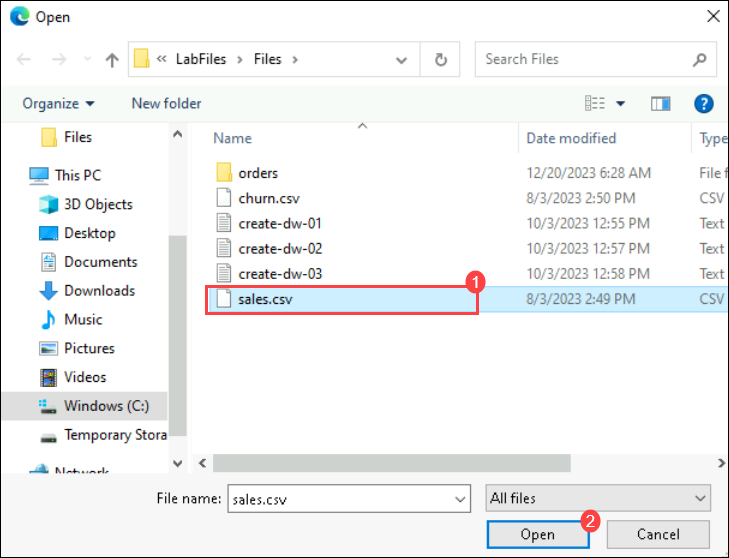 Open
« LabFiles > Files >
Search Files
Organize
New folder
?
Name
Date modified
Type
Files
This PC
3D Objects
Desktop
Documents
Downloads
Music
Pictures
Videos
Windows (C:)
Temporary Stora
Network
orders 12/20/2023 6:28 AM File f
churn.csv 8/3/2023 2:50 PM CSV
create-dw-01 10/3/2023 12:55 PM Text
create-dw-02 10/3/2023 12:57 PM Text
create-dw-03 10/3/2023 12:58 PM Text
1
sales.csv 8/3/2023 2:49 PM CSV
File name: sales.csv
All files
2
Open
Cancel